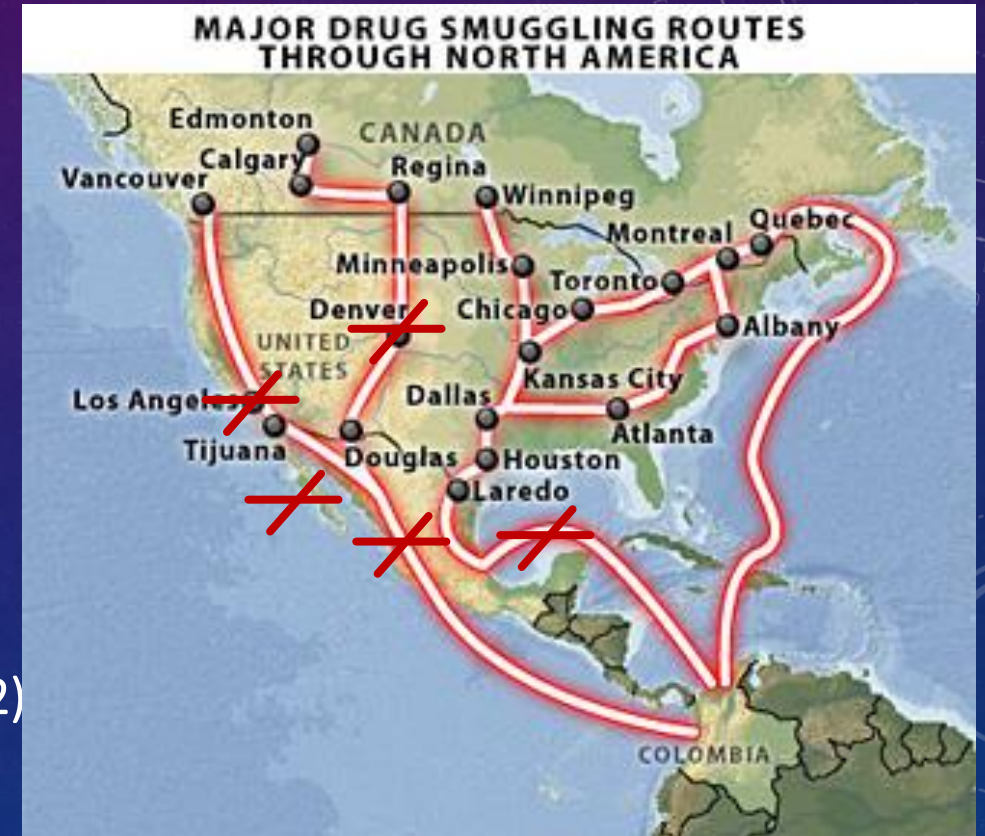 MAJOR DRUG SMUGGLING ROUTES
THROUGH NORTH AMERICA
Edmonton
CANADA
Calgary
Regina
Vancouver
Winnipeg
Quebec
Montreal
Minneapolis
Toronto
Denver
Chicago
Albany
UNITED
STATES
Kansas City
Dallas
Los Angeles
Atlanta
Tijuana
Douglas
Houston
Laredo
2)
COLOMBIA